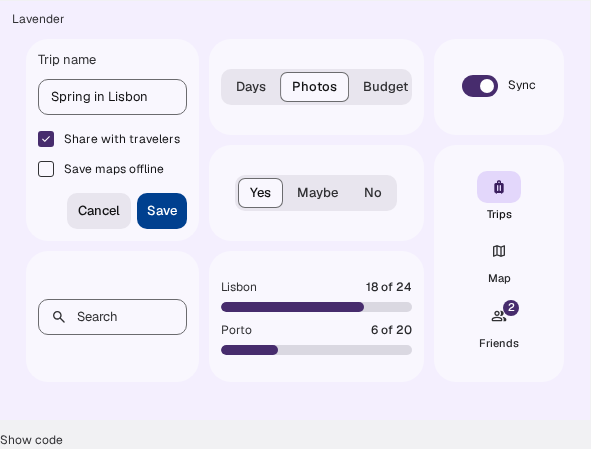 Lavender
Trip name
Spring in Lisbon
Share with travelers
Save maps offline
Cancel Save
Search
Days Photos Budget
Yes Maybe No
Lisbon 18 of 24
Porto 6 of 20
Sync
Trips
Map
2
Friends
Show code